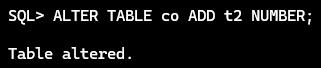 SQL> ALTER TABLE co ADD t2 NUMBER;
Table altered.